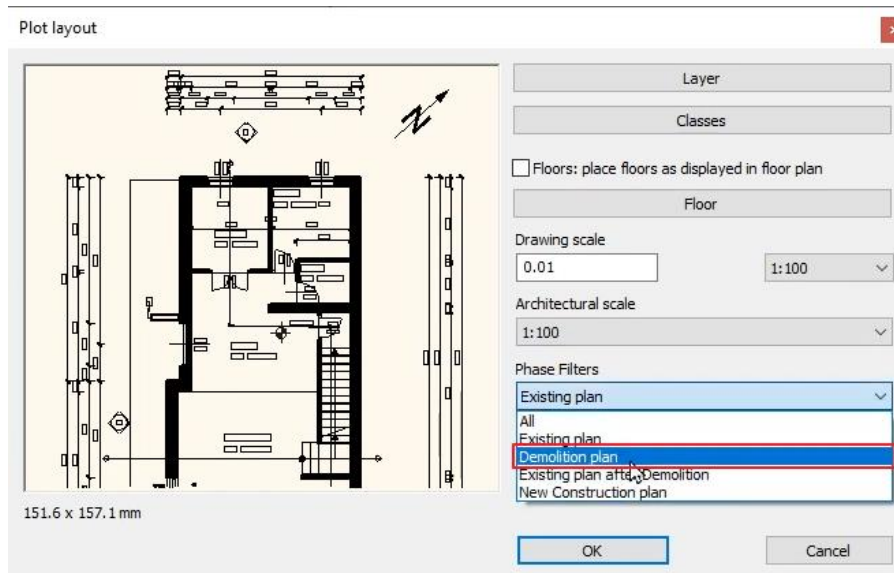 Plot layout
Layer
Classes
Floors: place floors as displayed in floor plan
Floor
Drawing scale
0.01
1:100
Architectural scale
1:100
Phase Filters
Existing plan
All
Existing plan
Demolition plan
Existing plan after Demolition
New Construction plan
151.6 x 157.1 mm
OK
Cancel
N